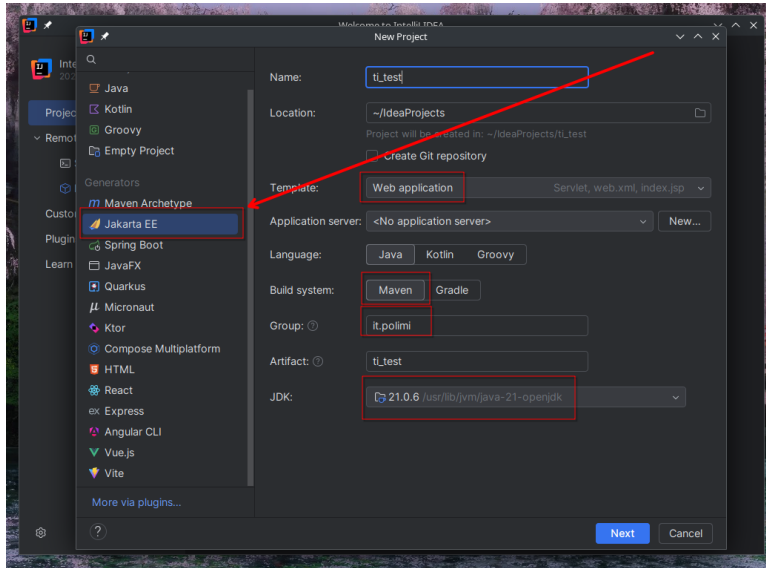 Welcome to IntelliJ IDEA
New Project
Inte
202
Projec
Remot
Custo
Plugin
Learn
Java
Kotlin
Groovy
Empty Project
Generators
Maven Archetype
Jakarta EE
Spring Boot
JavaFX
Quarkus
Micronaut
Ktor
Compose Multiplatform
HTML
React
ex Express
Angular CLI
Vue.js
Vite
More via plugins...
Name: ti_test
Location: ~/IdeaProjects
Project will be created in: ~/IdeaProjects/ti_test
Create Git repository
Template: Web application Servlet, web.xml, index.jsp
Application server: <No application server> New...
Language: Java Kotlin Groovy
Build system: Maven Gradle
Group: ? it.polimi
Artifact: ? ti_test
JDK: 21.0.6 /usr/lib/jvm/java-21-openjdk
? Next Cancel